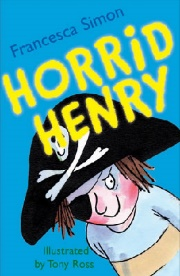 Francesca Simon
HORRiD
HENRY
Illustrated
by Tony Ross